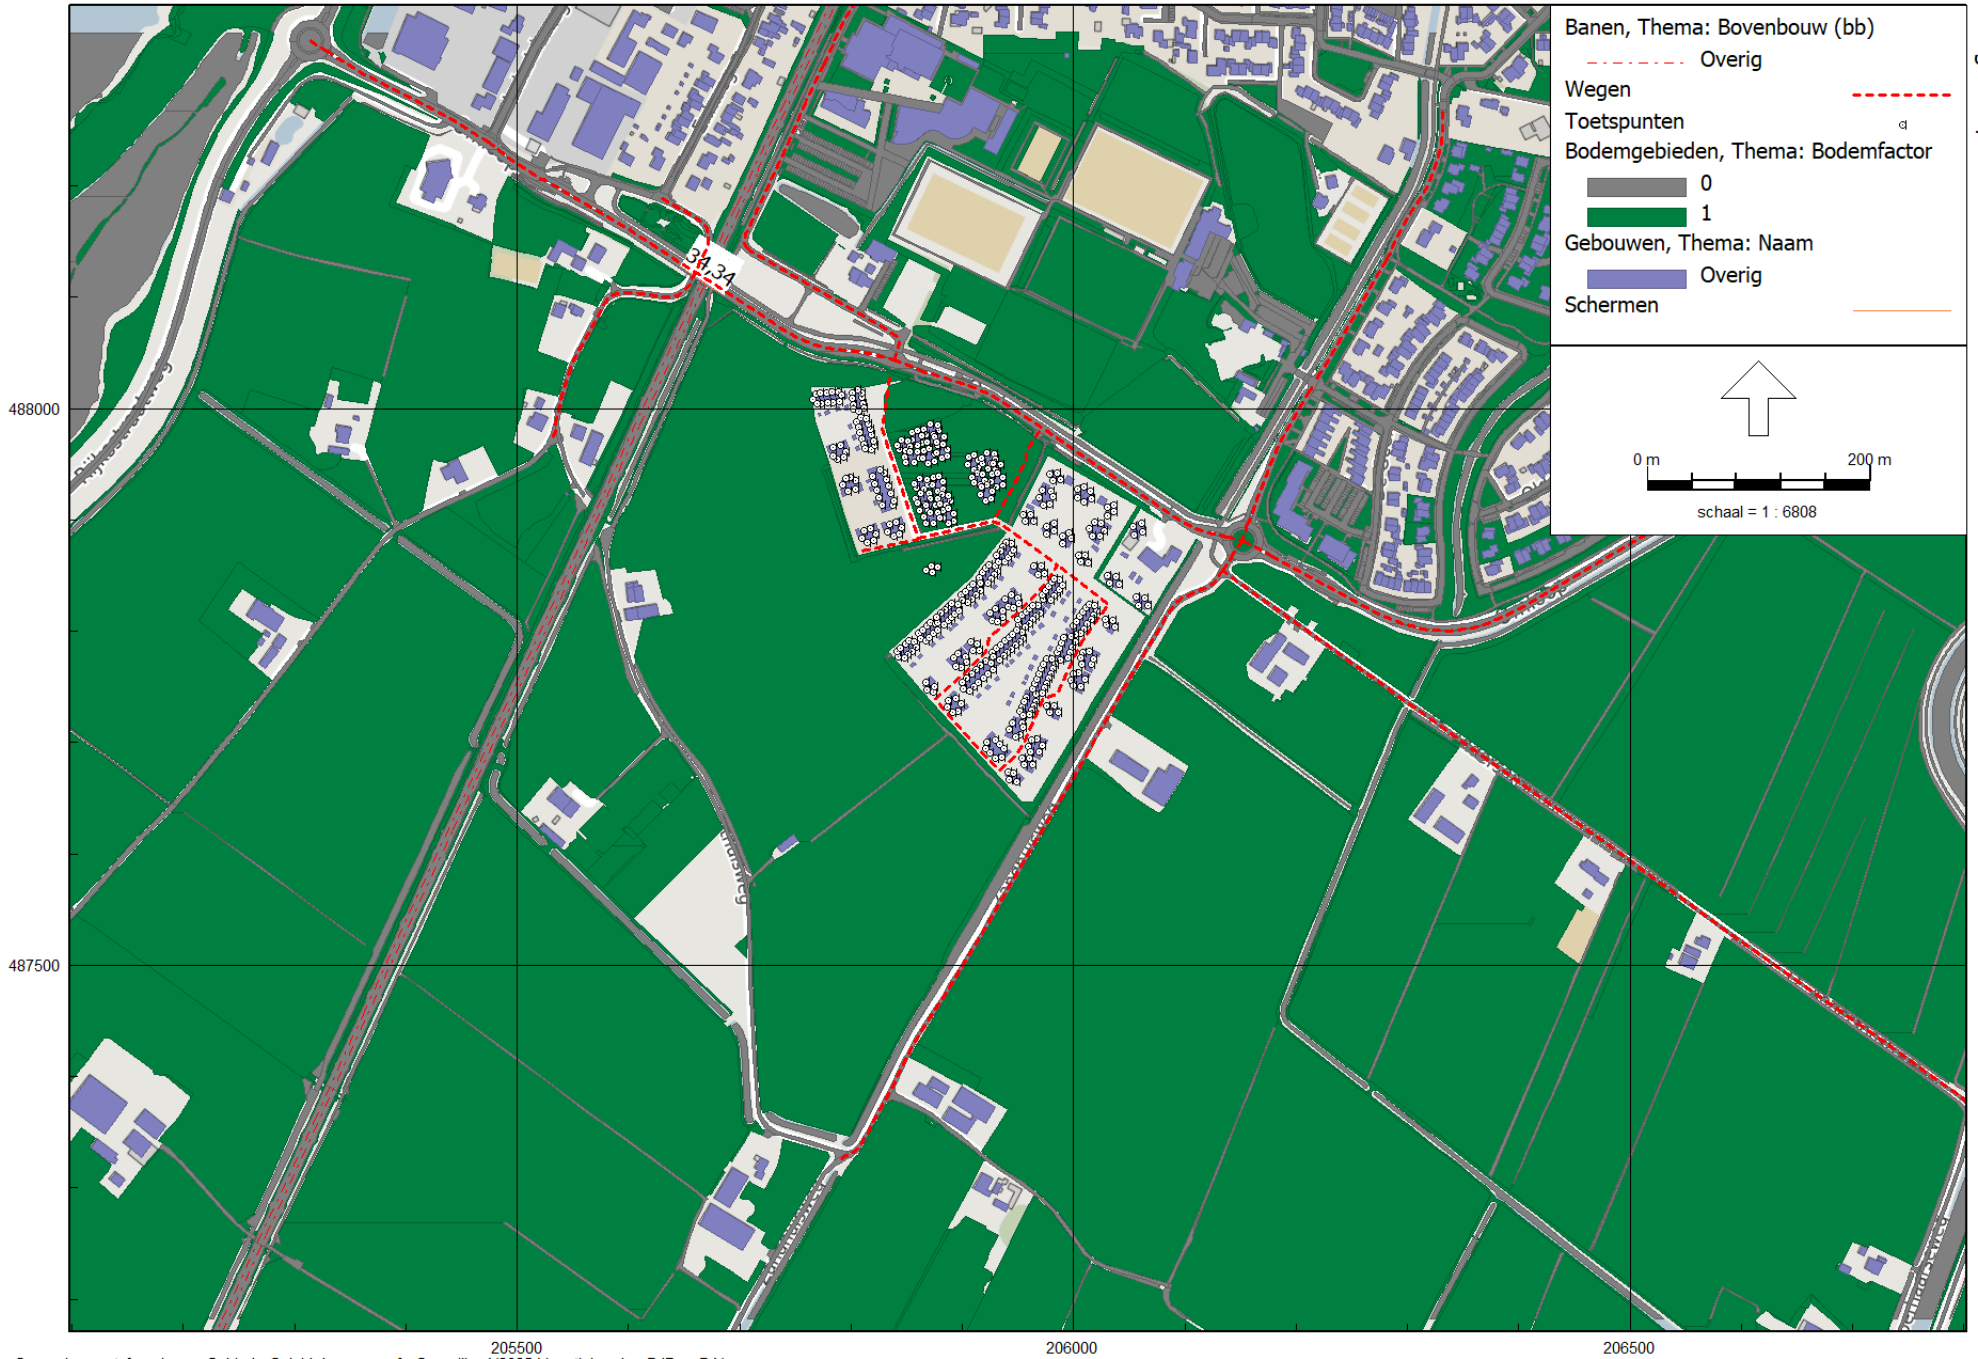 Banen, Thema: Bovenbouw (bb)
Overig
Wegen
Toetspunten
Bodemgebieden, Thema: Bodemfactor
0
1
Gebouwen, Thema: Naam
Overig
Schermen
0 m 200 m
schaal = 1 : 6808
34,34
488000
487500
205500 206000 206500